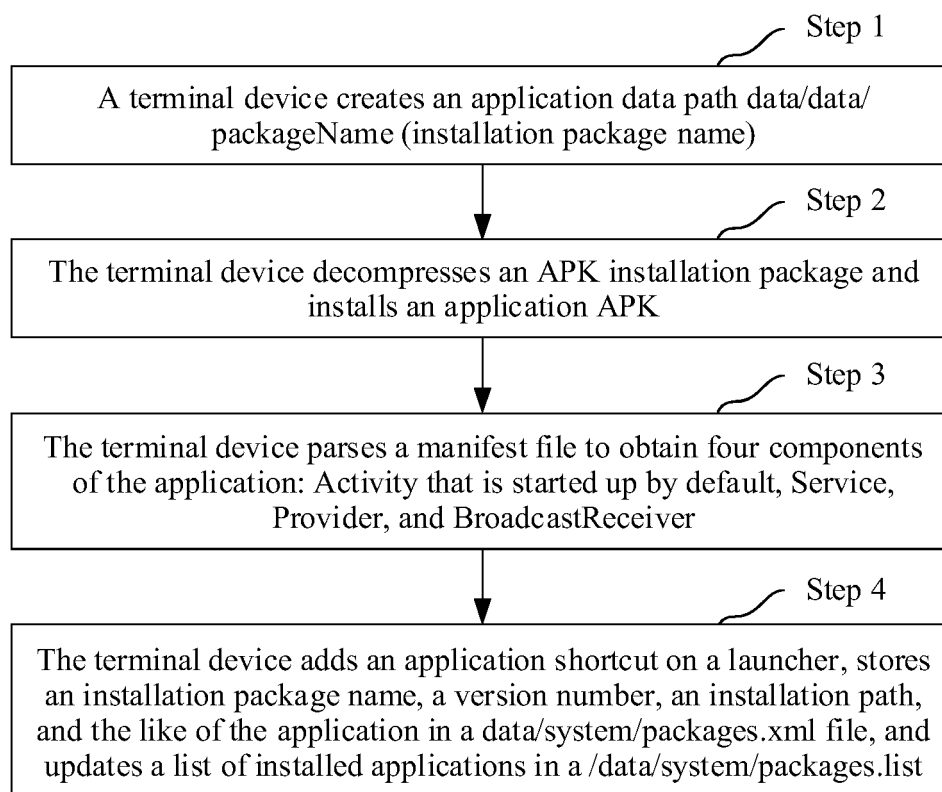 Step 1
A terminal device creates an application data path data/data/
packageName (installation package name)
Step 2
The terminal device decompresses an APK installation package and
installs an application APK
Step 3
The terminal device parses a manifest file to obtain four components
of the application: Activity that is started up by default, Service,
Provider, and BroadcastReceiver
Step 4
The terminal device adds an application shortcut on a launcher, stores
an installation package name, a version number, an installation path,
and the like of the application in a data/system/packages.xml file, and
updates a list of installed applications in a /data/system/packages.list